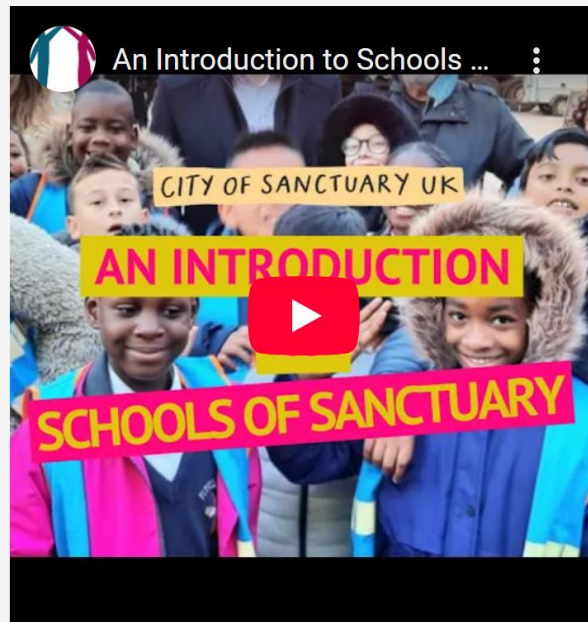 An Introduction to Schools ...
CITY OF SANCTUARY UK
AN INTRODUCTION
SCHOOLS OF SANCTUARY